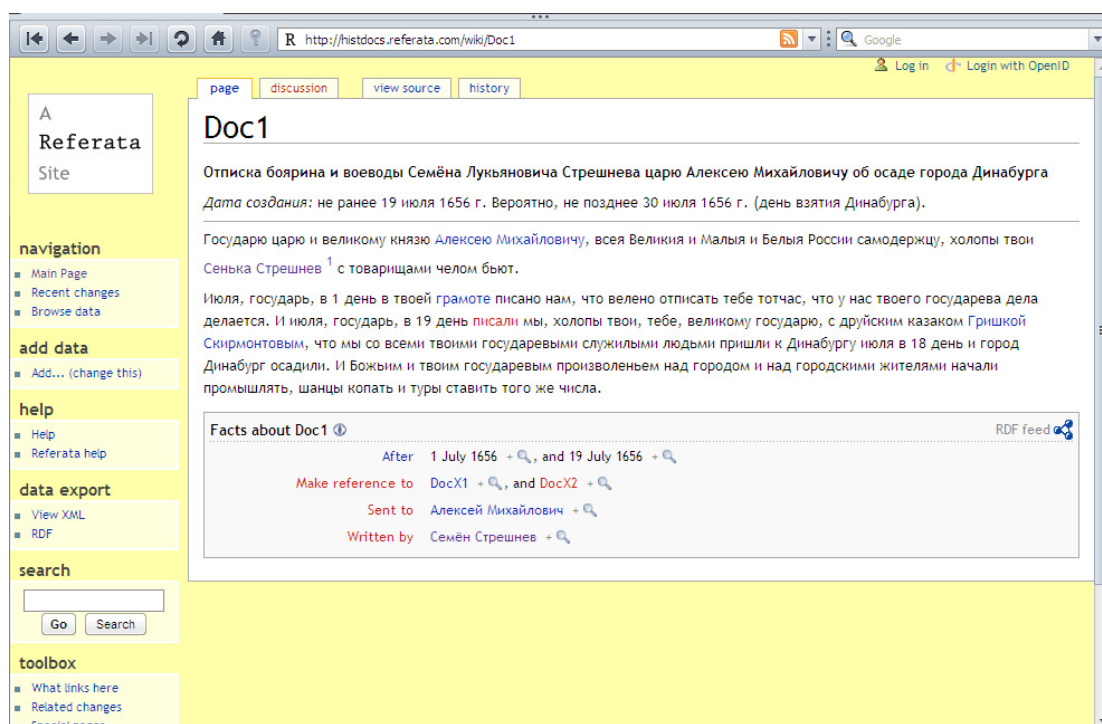 R http://histdocs.referata.com/wiki/Doc1
Google
Log in Login with OpenID
page discussion view source history
A
Referata
Site
Doc1
Отписка боярина и воеводы Семёна Лукьяновича Стрешнева царю Алексею Михайловичу об осаде города Динабурга
Дата создания: не ранее 19 июля 1656 г. Вероятно, не позднее 30 июля 1656 г. (день взятия Динабурга).
Государю царю и великому князю Алексею Михайловичу, всея Великия и Малыя и Белыя России самодержцу, холопы твои
Сенька Стрешнев 1 с товарищами челом бьют.
Июля, государь, в 1 день в твоей грамоте писано нам, что велено отписать тебе тотчас, что у нас твоего государева дела
делается. И июля, государь, в 19 день писали мы, холопы твои, тебе, великому государю, с друйским казаком Гришкой
Скирмонтовым, что мы со всеми твоими государевыми служилыми людьми пришли к Динабургу июля в 18 день и город
Динабург осадили. И Божьим и твоим государевым произволеньем над городом и над городскими жителями начали
промышлять, шанцы копать и туры ставить того же числа.
Facts about Doc1 RDF feed
After 1 July 1656 + , and 19 July 1656 +
Make reference to DocX1 + , and DocX2 +
Sent to Алексей Михайлович +
Written by Семён Стрешнев +
navigation
Main Page
Recent changes
Browse data
add data
Add... (change this)
help
Help
Referata help
data export
View XML
RDF
search
Go Search
toolbox
What links here
Related changes